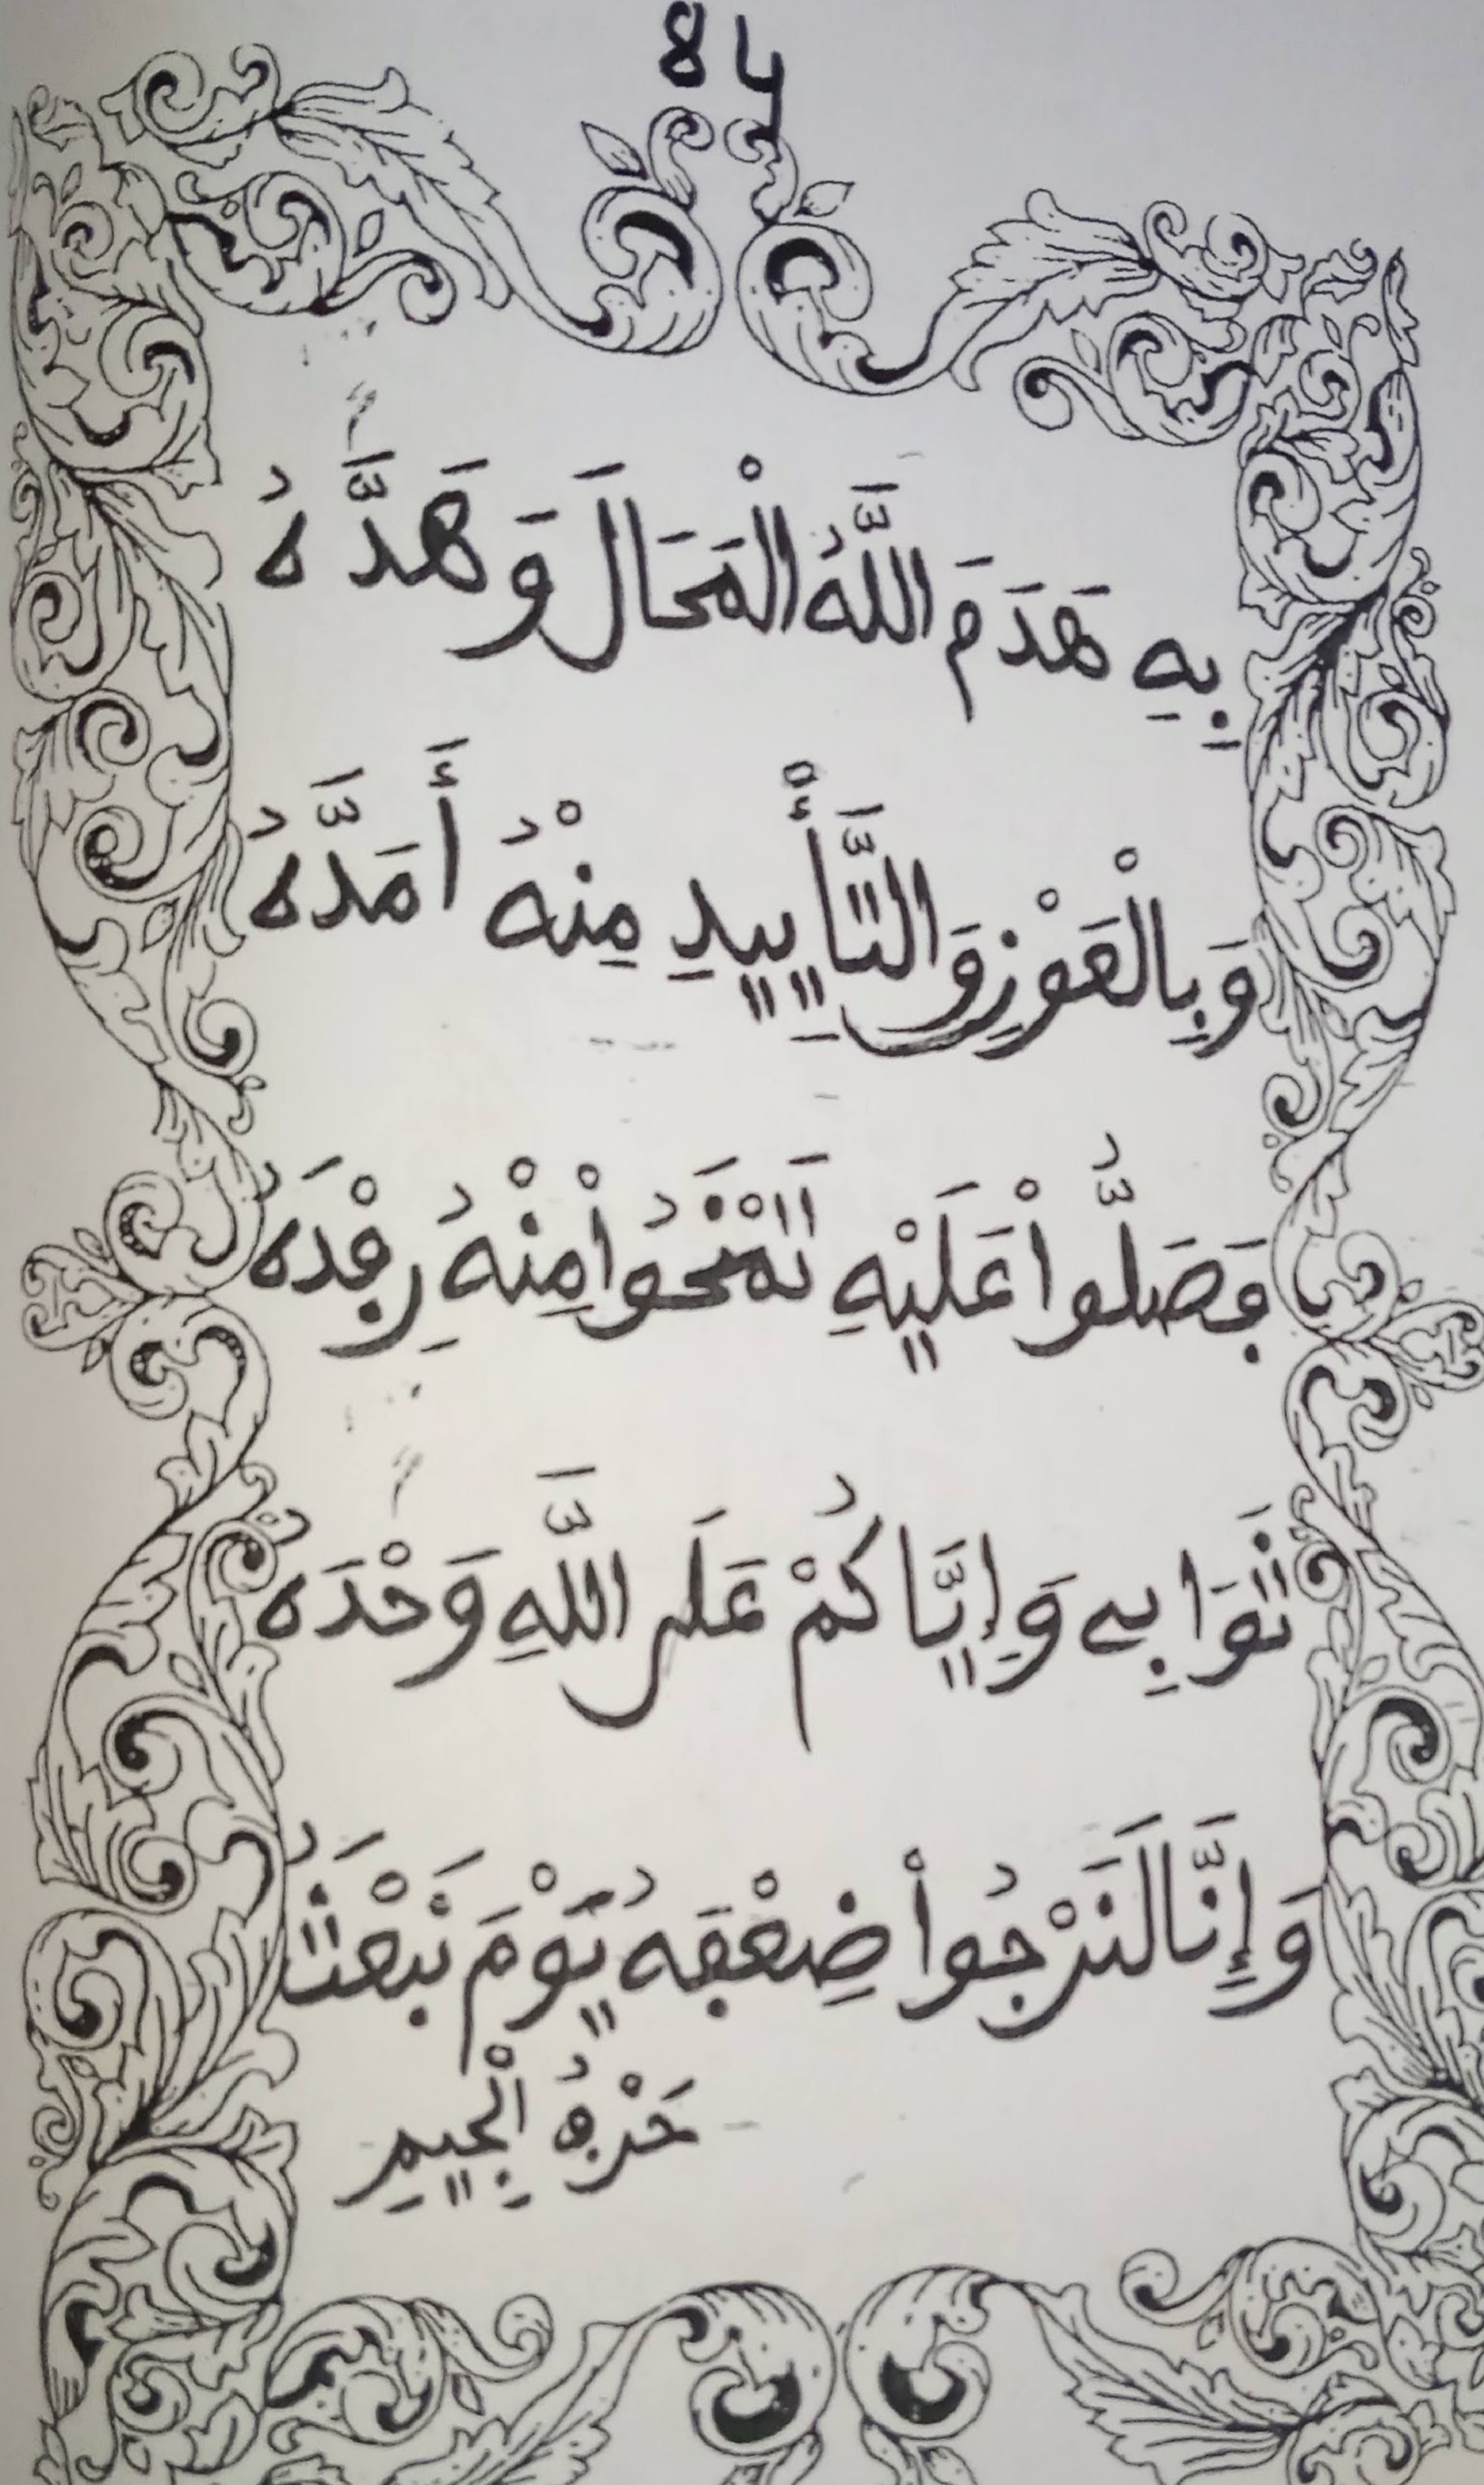 84
بِهِ هَدَمَ اللَّهُ الْمَحَالَ وَهَدَّهُ
وَبِالْفَوْزِ وَالتَّأْيِيدِ مِنْهُ أَمَدَّهُ
فَصَلُّواْ عَلَيْهِ تَمْنَحُواْ مِنْهُ رِفْدَهُ
ثَوَابِي وَإِيَّاكُمْ عَلَى اللَّهِ وَحْدَهُ
وَإِنَّا لَنَرْجُواْ ضِعْفَهُ يَوْمَ نَبْعَثُ
حَرْفُ الْجِيمِ